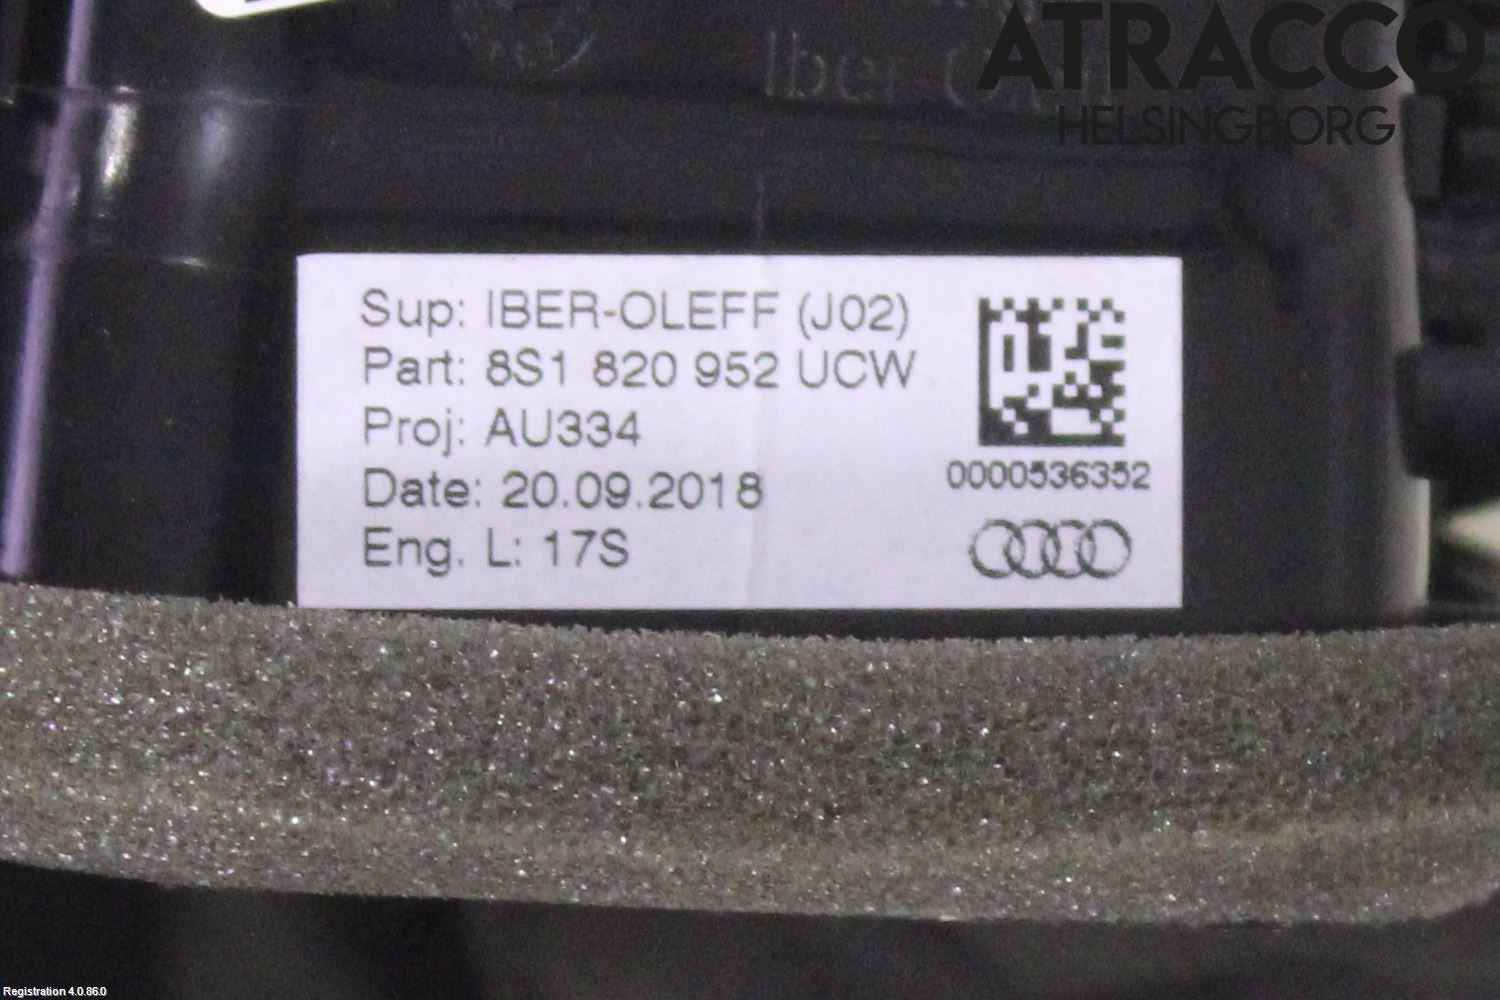 ATRACCO
HELSINGBORG
Iber
Sup: IBER-OLEFF (J02)
Part: 8S1 820 952 UCW
Proj: AU334
Date: 20.09.2018
Eng. L: 17S
0000536352
Registration 4.0.86.0